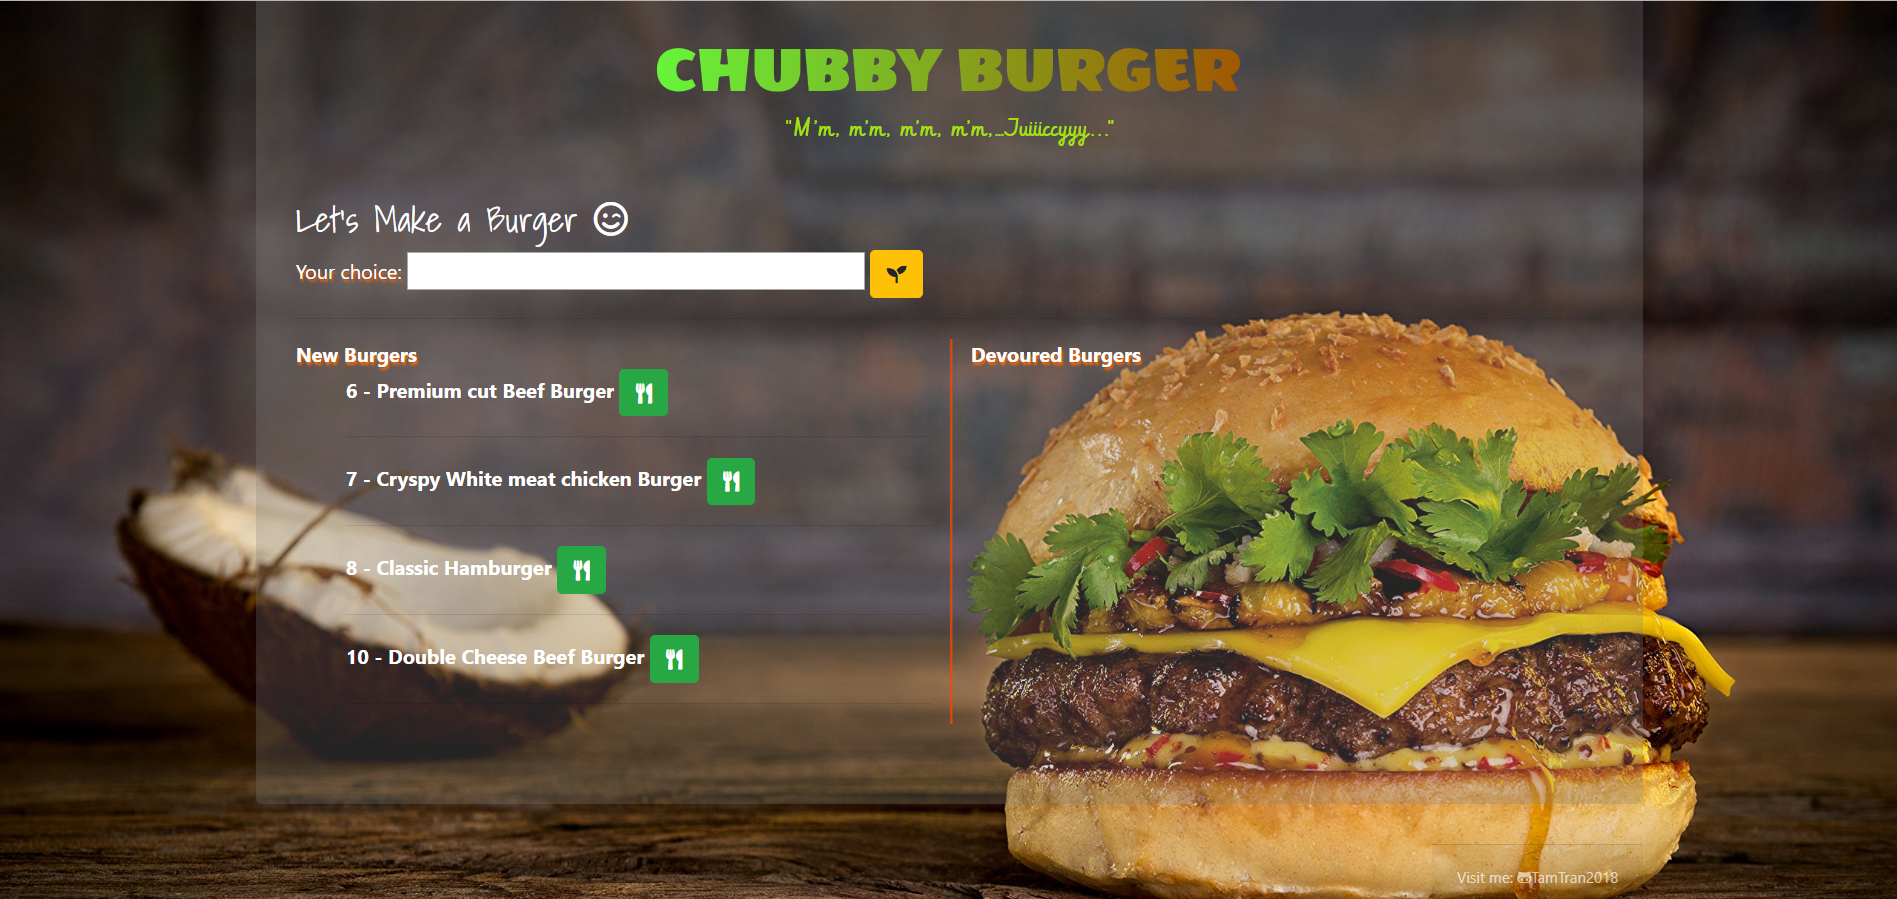 CHUBBY BURGER
"M'm, m'm, m'm, m'm,...Juiiiccyyy..."
Let's Make a Burger
Your choice:
New Burgers
6 - Premium cut Beef Burger
7 - Cryspy White meat chicken Burger
8 - Classic Hamburger
10 - Double Cheese Beef Burger
Devoured Burgers
Visit me: TamTran2018